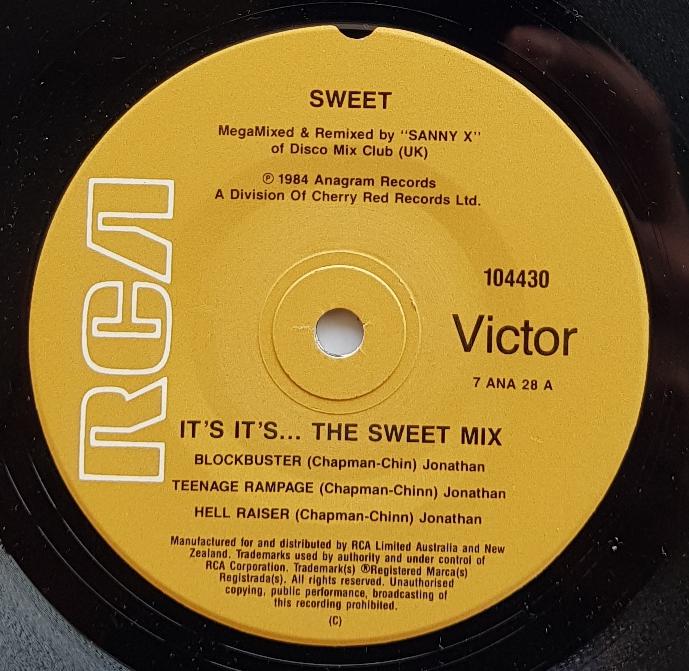 SWEET
MegaMixed & Remixed by "SANNY X"
of Disco Mix Club (UK)
℗ 1984 Anagram Records
A Division Of Cherry Red Records Ltd.
RCA
104430
Victor
7 ANA 28 A
IT'S IT'S... THE SWEET MIX
BLOCKBUSTER (Chapman-Chin) Jonathan
TEENAGE RAMPAGE (Chapman-Chinn) Jonathan
HELL RAISER (Chapman-Chinn) Jonathan
Manufactured for and distributed by RCA Limited Australia and New
Zealand. Trademarks used by authority and under control of
RCA Corporation. Trademark(s) ®Registered Marca(s)
Registrada(s). All rights reserved. Unauthorised
copying, public performance, broadcasting of
this recording prohibited.
(C)